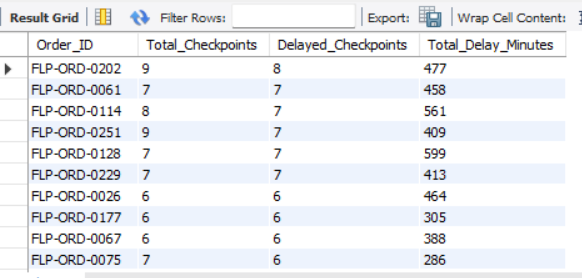 Result Grid Filter Rows: Export: Wrap Cell Content:
Order_ID Total_Checkpoints Delayed_Checkpoints Total_Delay_Minutes
FLP-ORD-0202 9 8 477
FLP-ORD-0061 7 7 458
FLP-ORD-0114 8 7 561
FLP-ORD-0251 9 7 409
FLP-ORD-0128 7 7 599
FLP-ORD-0229 7 7 413
FLP-ORD-0026 6 6 464
FLP-ORD-0177 6 6 305
FLP-ORD-0067 6 6 388
FLP-ORD-0075 7 6 286